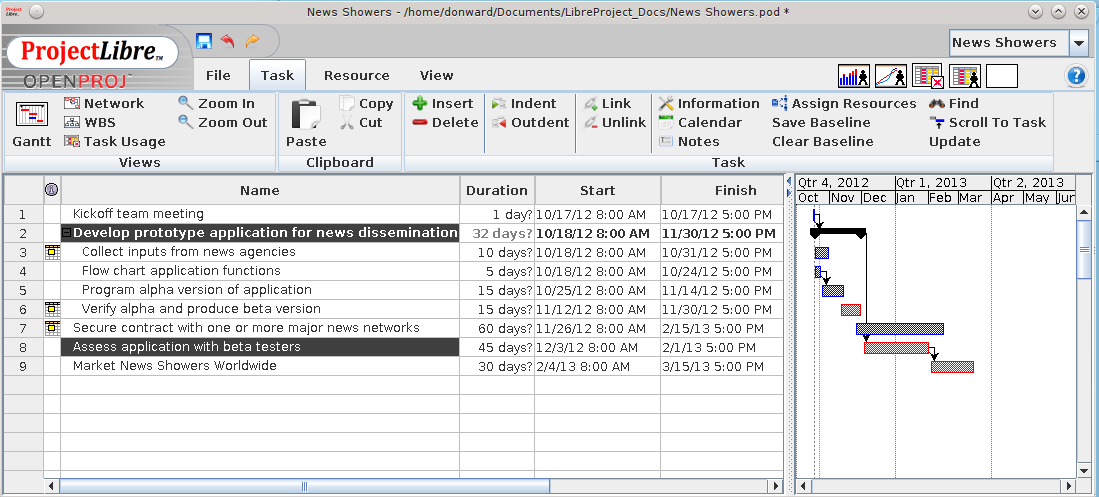 News Showers - /home/donward/Documents/LibreProject_Docs/News Showers.pod *
Project
Libre.
ProjectLibre™
OPENPROJ
News Showers
File Task Resource View
Network Zoom In Copy Insert Indent Link Information Assign Resources Find
WBS Zoom Out Cut Delete Outdent Unlink Calendar Save Baseline Scroll To Task
Gantt Task Usage Paste Notes Clear Baseline Update
Views Clipboard Task
Name Duration Start Finish
Qtr 4, 2012 Qtr 1, 2013 Qtr 2, 2013
Oct Nov Dec Jan Feb Mar Apr May Jun
1 Kickoff team meeting 1 day? 10/17/12 8:00 AM 10/17/12 5:00 PM
2 Develop prototype application for news dissemination 32 days? 10/18/12 8:00 AM 11/30/12 5:00 PM
3 Collect inputs from news agencies 10 days? 10/18/12 8:00 AM 10/31/12 5:00 PM
4 Flow chart application functions 5 days? 10/18/12 8:00 AM 10/24/12 5:00 PM
5 Program alpha version of application 15 days? 10/25/12 8:00 AM 11/14/12 5:00 PM
6 Verify alpha and produce beta version 15 days? 11/12/12 8:00 AM 11/30/12 5:00 PM
7 Secure contract with one or more major news networks 60 days? 11/26/12 8:00 AM 2/15/13 5:00 PM
8 Assess application with beta testers 45 days? 12/3/12 8:00 AM 2/1/13 5:00 PM
9 Market News Showers Worldwide 30 days? 2/4/13 8:00 AM 3/15/13 5:00 PM